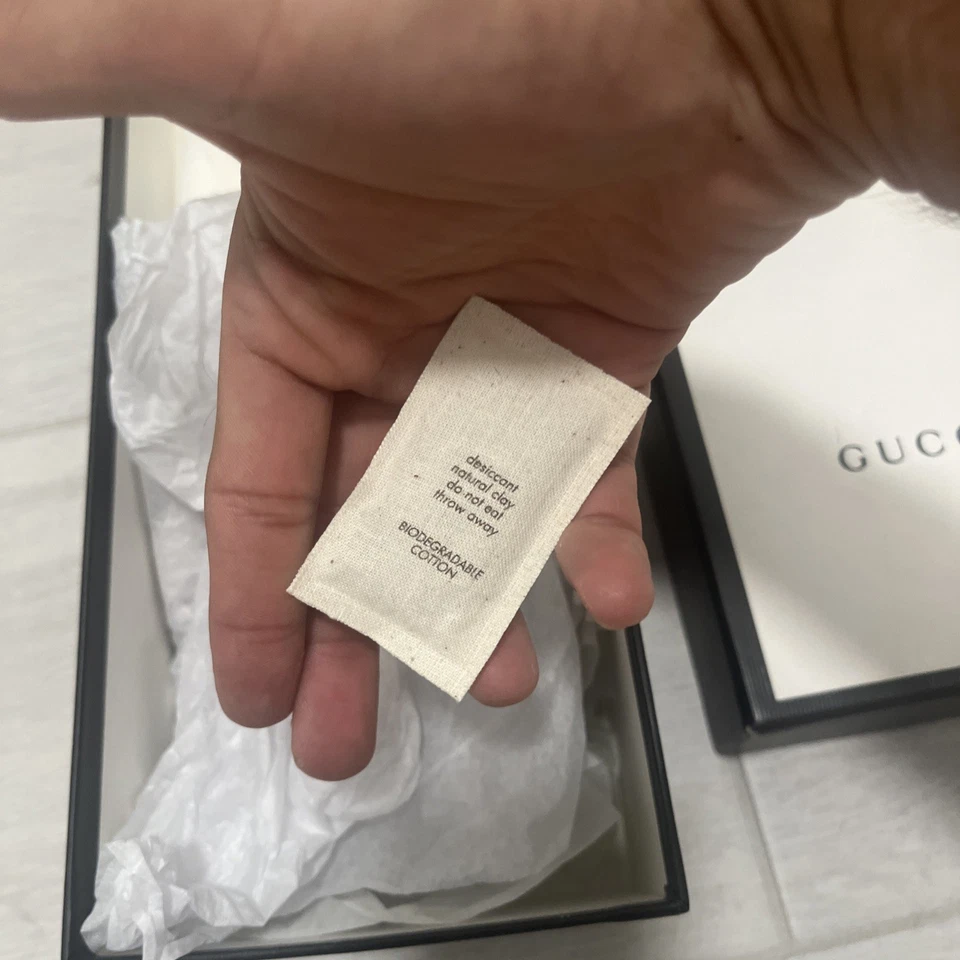 desiccant
natural clay
do not eat
throw away
BIODEGRADABLE
COTTON
GUCC